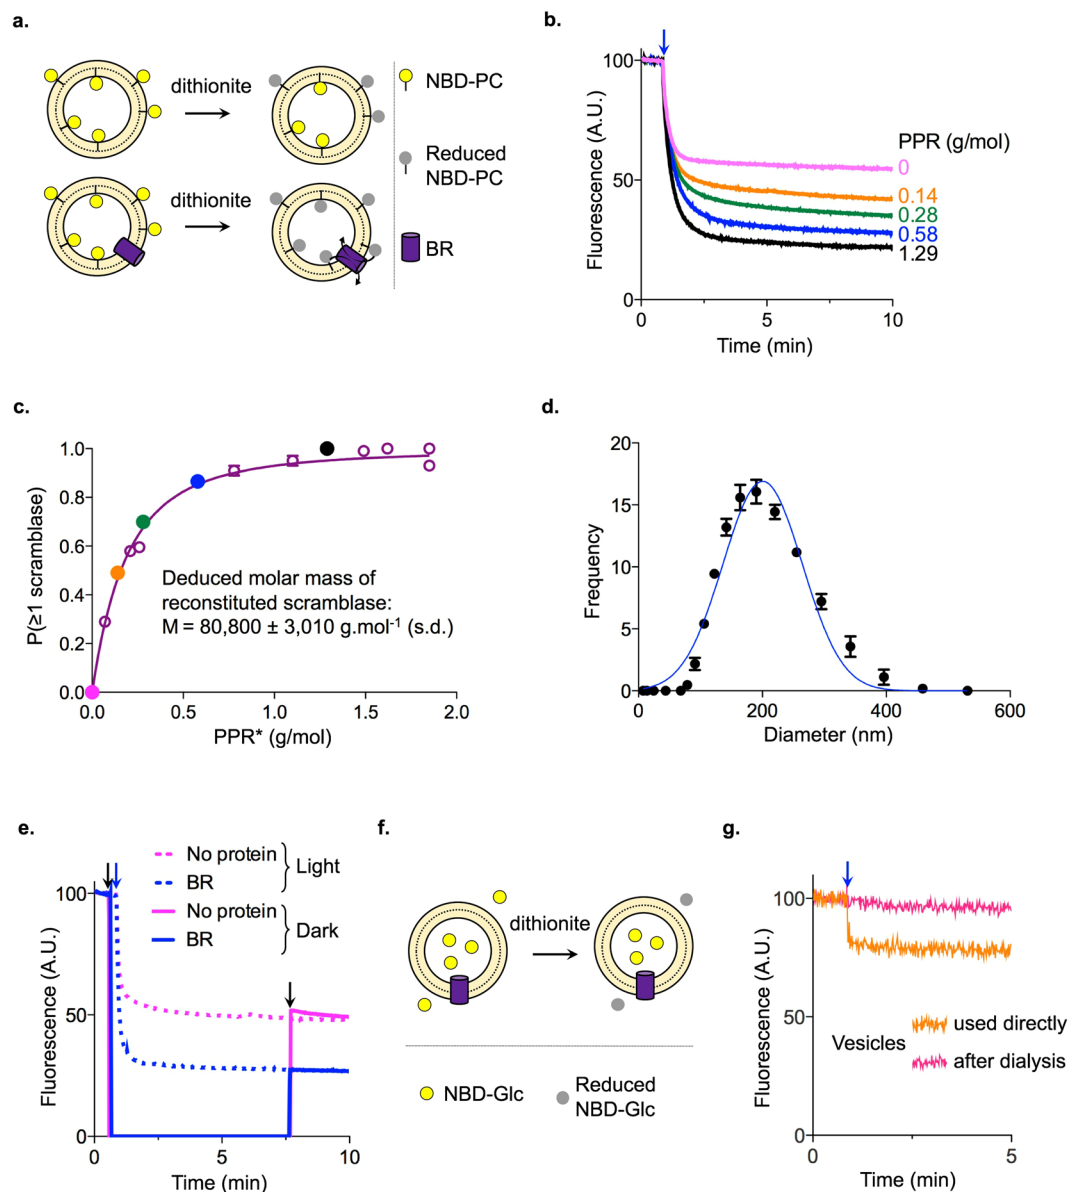 a.
dithionite
dithionite
NBD-PC
Reduced
NBD-PC
BR
b.
Fluorescence (A.U.)
100
50
0
0
5
10
Time (min)
PPR (g/mol)
0
0.14
0.28
0.58
1.29
c.
P(≥1 scramblase)
1.0
0.8
0.6
0.4
0.2
0.0
0.0
0.5
1.0
1.5
2.0
PPR* (g/mol)
Deduced molar mass of
reconstituted scramblase:
M = 80,800 ± 3,010 g.mol⁻¹ (s.d.)
d.
Frequency
20
15
10
5
0
0
200
400
600
Diameter (nm)
e.
No protein
BR
Light
No protein
BR
Dark
Fluorescence (A.U.)
100
50
0
0
5
10
Time (min)
f.
dithionite
NBD-Glc
Reduced
NBD-Glc
g.
Fluorescence (A.U.)
100
50
0
0
5
Time (min)
Vesicles
used directly
after dialysis